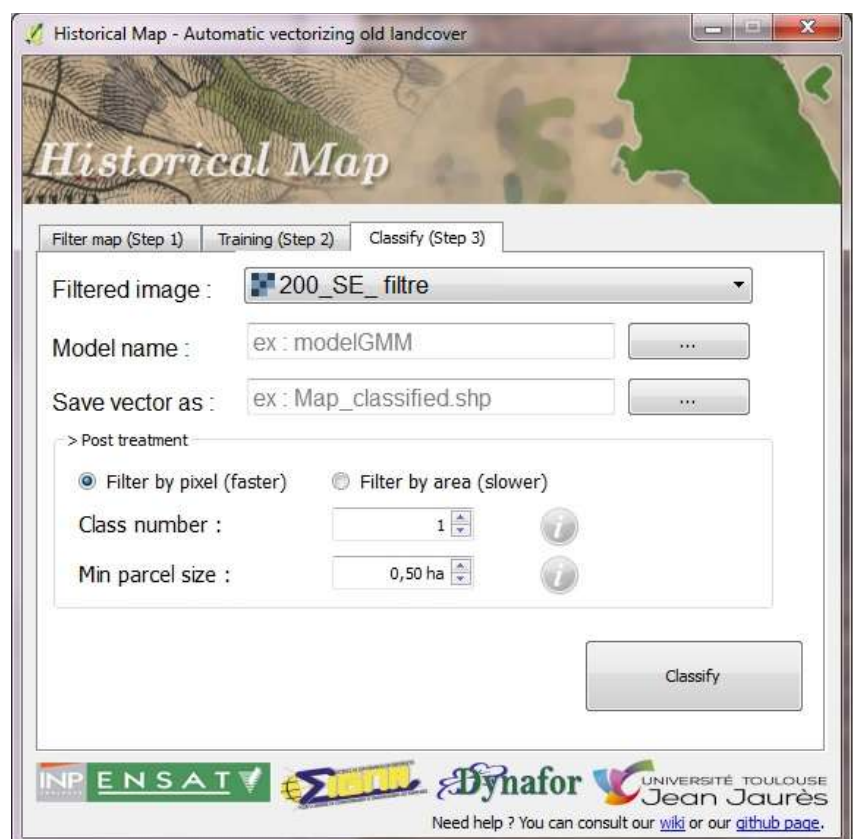 Historical Map - Automatic vectorizing old landcover
Historical Map
Filter map (Step 1) Training (Step 2) Classify (Step 3)
Filtered image : 200_SE_ filtre
Model name : ex : modelGMM ...
Save vector as : ex : Map_classified.shp ...
> Post treatment
Filter by pixel (faster) Filter by area (slower)
Class number : 1
Min parcel size : 0,50 ha
Classify
INP ENSAT Dynafor UNIVERSITÉ TOULOUSE
Jean Jaurès
Need help ? You can consult our wiki or our github page.